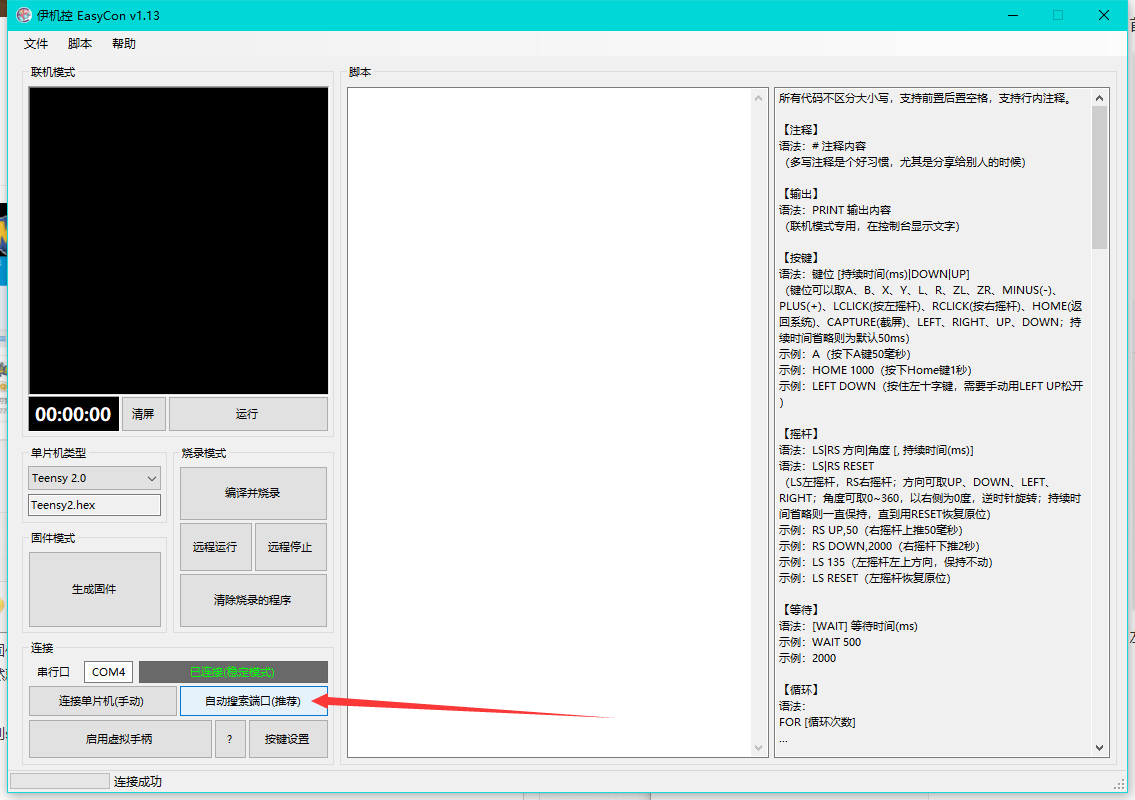 伊机控 EasyCon v1.13
文件 脚本 帮助
联机模式
00:00:00 清屏 运行
单片机类型
Teensy 2.0
Teensy2.hex
固件模式
生成固件
烧录模式
编译并烧录
远程运行 远程停止
清除烧录的程序
连接
串行口 COM4 已连接(稳定模式)
连接单片机(手动) 自动搜索端口(推荐)
启用虚拟手柄 ? 按键设置
连接成功
脚本
所有代码不区分大小写，支持前置后置空格，支持行内注释。
【注释】
语法：# 注释内容
（多写注释是个好习惯，尤其是分享给别人的时候）
【输出】
语法：PRINT 输出内容
（联机模式专用，在控制台显示文字）
【按键】
语法：键位 [持续时间(ms)|DOWN|UP]
（键位可以取A、B、X、Y、L、R、ZL、ZR、MINUS(-)、
PLUS(+)、LCLICK(按左摇杆)、RCLICK(按右摇杆)、HOME(返
回系统)、CAPTURE(截屏)、LEFT、RIGHT、UP、DOWN；持
续时间省略则为默认50ms）
示例：A（按下A键50毫秒）
示例：HOME 1000（按下Home键1秒）
示例：LEFT DOWN（按住左十字键，需要手动用LEFT UP松开
）
【摇杆】
语法：LS|RS 方向|角度 [, 持续时间(ms)]
语法：LS|RS RESET
（LS左摇杆，RS右摇杆；方向可取UP、DOWN、LEFT、
RIGHT；角度可取0~360，以右侧为0度，逆时针旋转；持续时
间省略则一直保持，直到用RESET恢复原位）
示例：RS UP,50（右摇杆上推50毫秒）
示例：RS DOWN,2000（右摇杆下推2秒）
示例：LS 135（左摇杆左上方向，保持不动）
示例：LS RESET（左摇杆恢复原位）
【等待】
语法：[WAIT] 等待时间(ms)
示例：WAIT 500
示例：2000
【循环】
语法：
FOR [循环次数]
...